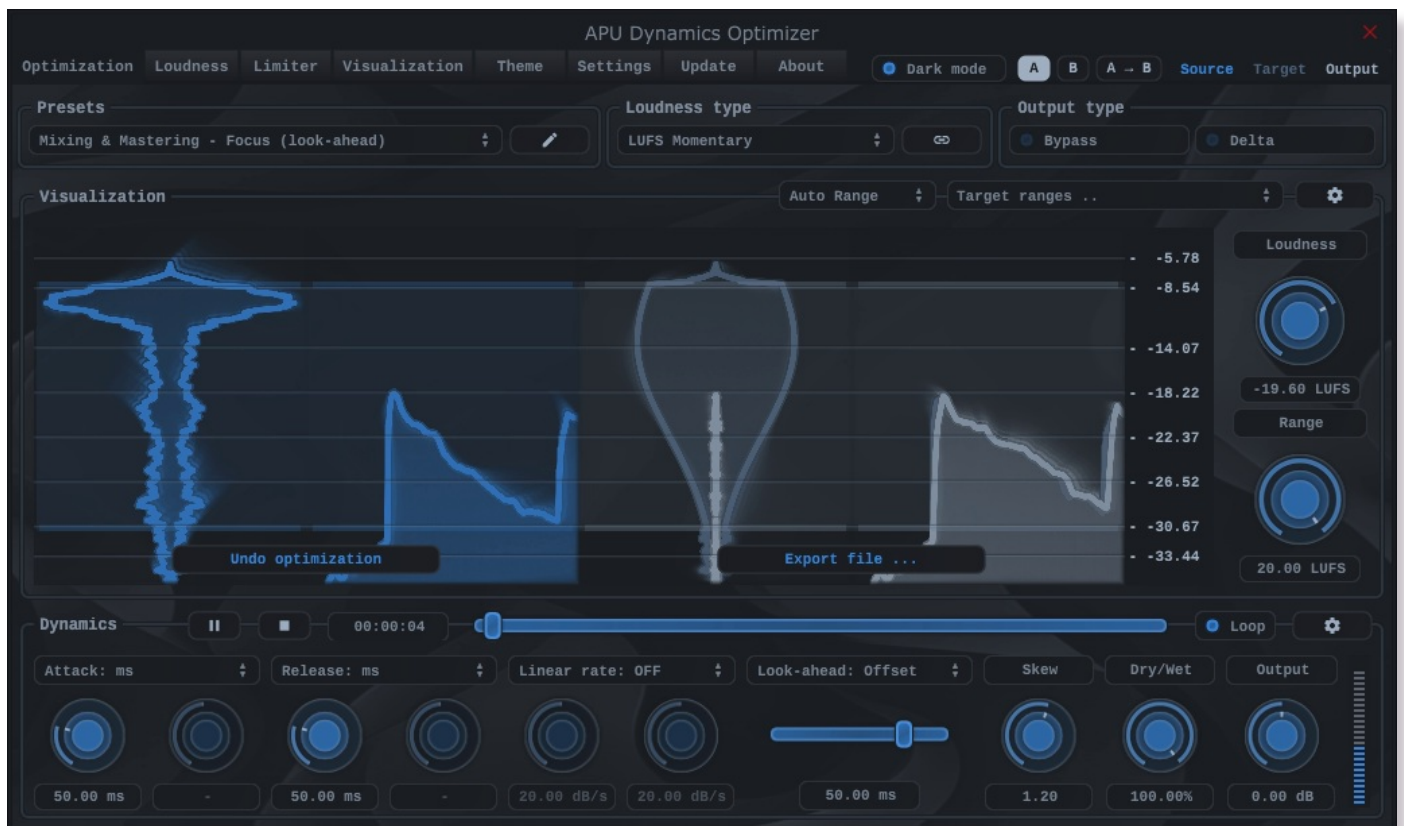 APU Dynamics Optimizer
Optimization Loudness Limiter Visualization Theme Settings Update About Dark mode A B A → B Source Target Output
Presets Loudness type Output type
Mixing & Mastering - Focus (look-ahead) LUFS Momentary Bypass Delta
Visualization Auto Range Target ranges ..
Loudness
- -5.78
- -8.54
- -14.07
- -18.22 -19.60 LUFS
Range
- -22.37
- -26.52
- -30.67
Undo optimization Export file ... - -33.44
20.00 LUFS
Dynamics 00:00:04 Loop
Attack: ms Release: ms Linear rate: OFF Look-ahead: Offset Skew Dry/Wet Output
50.00 ms - 50.00 ms - 20.00 dB/s 20.00 dB/s 50.00 ms 1.20 100.00% 0.00 dB